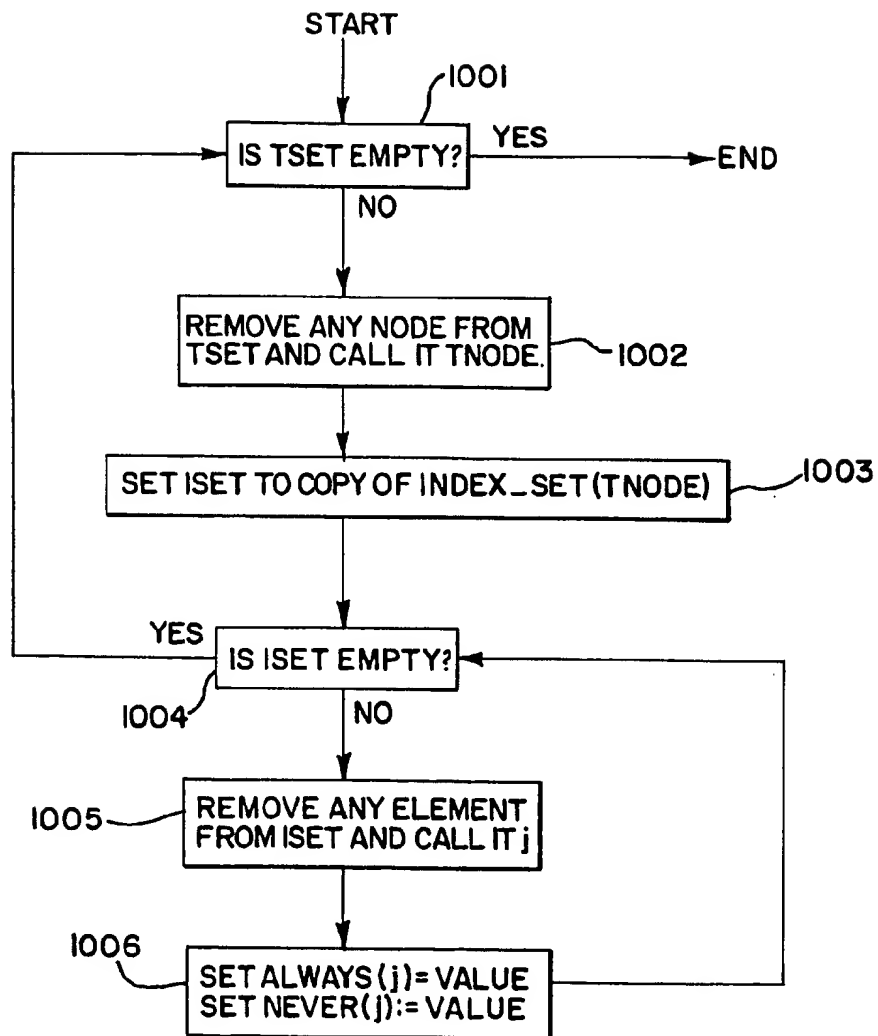 START
1001
IS TSET EMPTY?
YES
END
NO
REMOVE ANY NODE FROM
TSET AND CALL IT TNODE.
1002
SET ISET TO COPY OF INDEX_SET(TNODE)
1003
YES
IS ISET EMPTY?
1004
NO
1005
REMOVE ANY ELEMENT
FROM ISET AND CALL IT j
1006
SET ALWAYS(j)=VALUE
SET NEVER(j):=VALUE